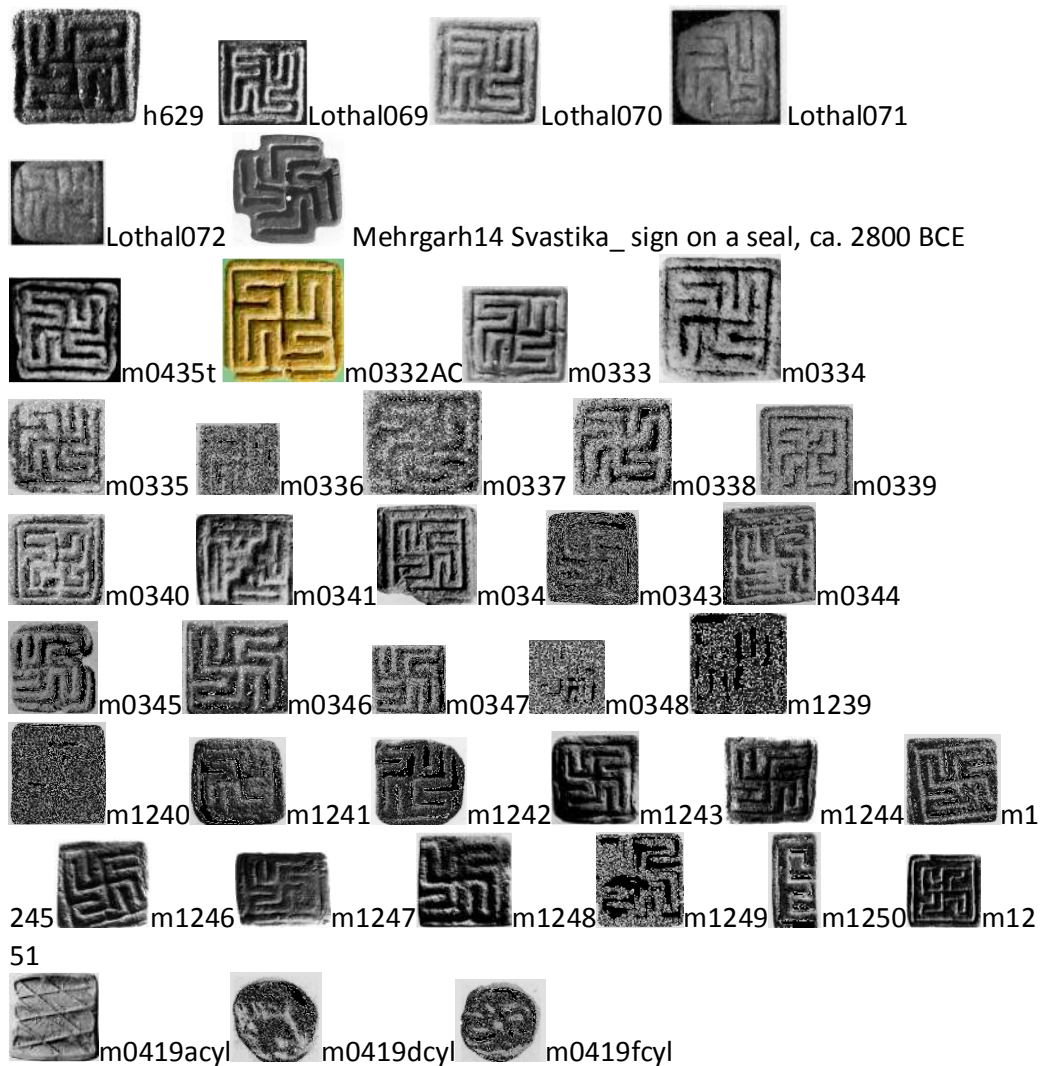 h629 Lothal069 Lothal070 Lothal071
Lothal072 Mehrgarh14 Svastika_ sign on a seal, ca. 2800 BCE
m0435t m0332AC m0333 m0334
m0335 m0336 m0337 m0338 m0339
m0340 m0341 m034 m0343 m0344
m0345 m0346 m0347 m0348 m1239
m1240 m1241 m1242 m1243 m1244 m1
245 m1246 m1247 m1248 m1249 m1250 m12
51
m0419acyl m0419dcyl m0419fcyl